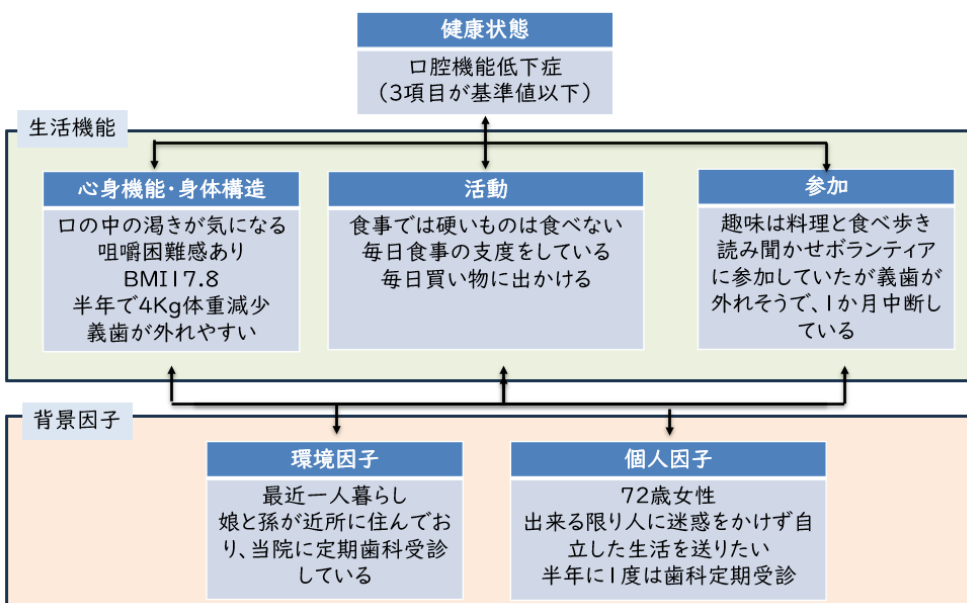 健康状態
口腔機能低下症
（3項目が基準値以下）
生活機能
心身機能・身体構造
口の中の渇きが気になる
咀嚼困難感あり
BMI17.8
半年で4Kg体重減少
義歯が外れやすい
活動
食事では硬いものは食べない
毎日食事の支度をしている
毎日買い物に出かける
参加
趣味は料理と食べ歩き
読み聞かせボランティア
に参加していたが義歯が
外れそうで、1か月中断し
ている
背景因子
環境因子
最近一人暮らし
娘と孫が近所に住んでお
り、当院に定期歯科受診
している
個人因子
72歳女性
出来る限り人に迷惑をかけず自
立した生活を送りたい
半年に1度は歯科定期受診